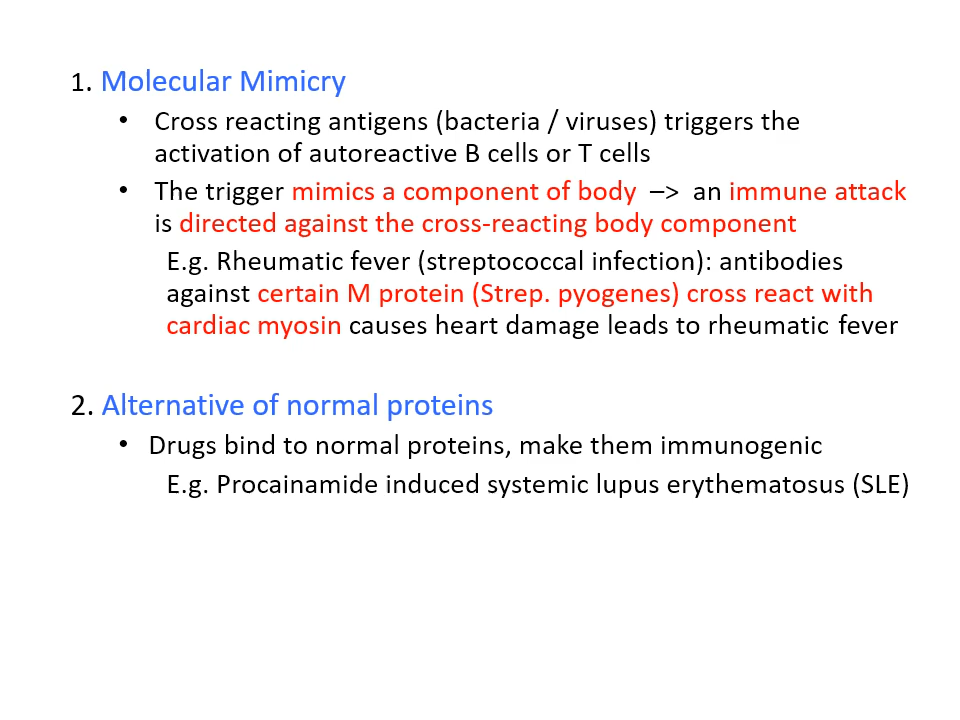 1. Molecular Mimicry
• Cross reacting antigens (bacteria / viruses) triggers the
activation of autoreactive B cells or T cells
• The trigger mimics a component of body –> an immune attack
is directed against the cross-reacting body component
E.g. Rheumatic fever (streptococcal infection): antibodies
against certain M protein (Strep. pyogenes) cross react with
cardiac myosin causes heart damage leads to rheumatic fever
2. Alternative of normal proteins
• Drugs bind to normal proteins, make them immunogenic
E.g. Procainamide induced systemic lupus erythematosus (SLE)